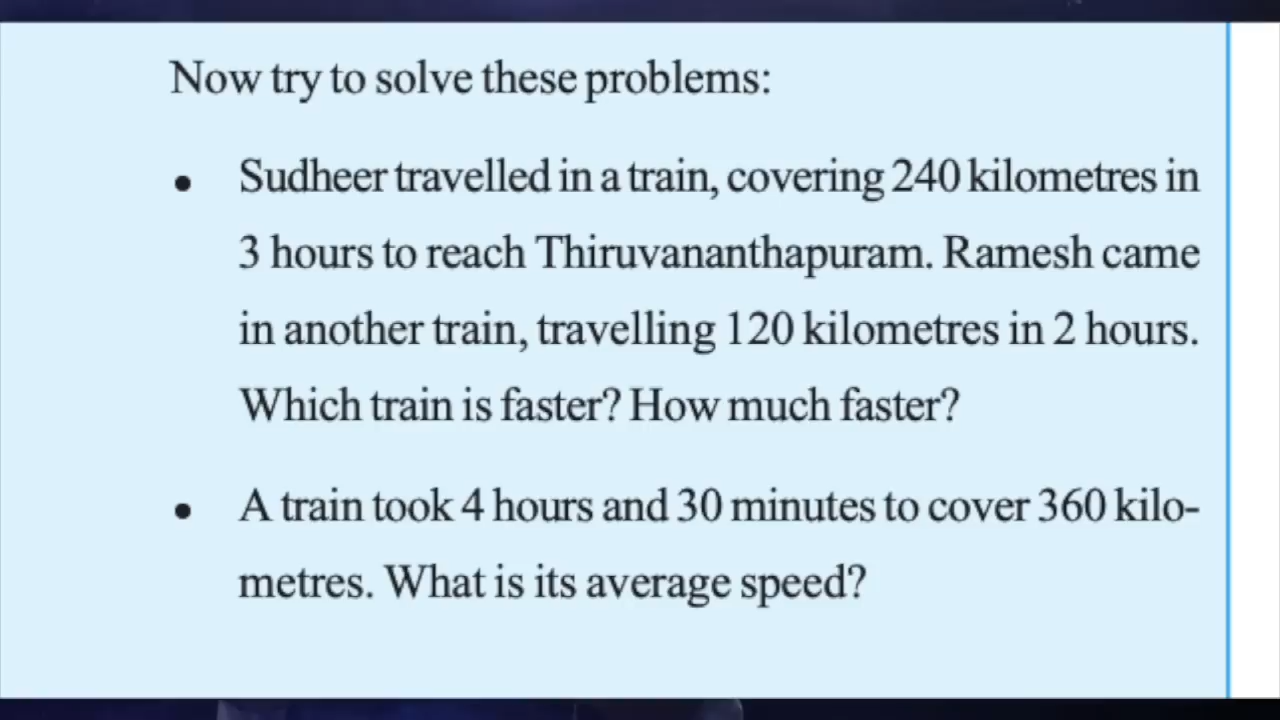 Now try to solve these problems:
• Sudheer travelled in a train, covering 240 kilometres in
3 hours to reach Thiruvananthapuram. Ramesh came
in another train, travelling 120 kilometres in 2 hours.
Which train is faster? How much faster?
• A train took 4 hours and 30 minutes to cover 360 kilo-
metres. What is its average speed?